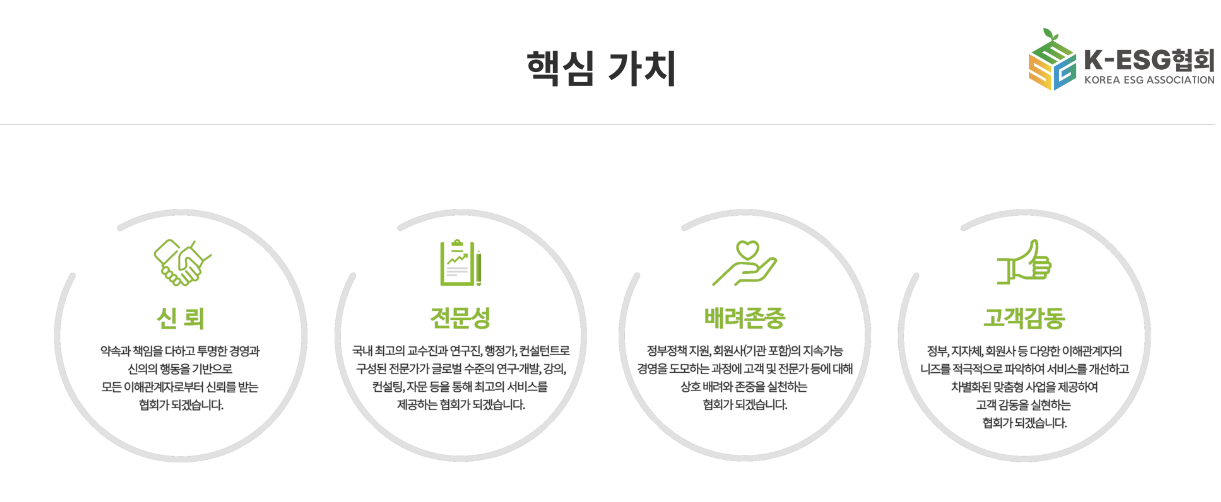 핵심 가치
K-ESG협회
KOREA ESG ASSOCIATION
신 뢰
약속과 책임을 다하고 투명한 경영과
신의의 행동을 기반으로
모든 이해관계자로부터 신뢰를 받는
협회가 되겠습니다.
전문성
국내 최고의 교수진과 연구진, 행정가, 컨설턴트로
구성된 전문가가 글로벌 수준의 연구·개발, 강의,
컨설팅, 자문 등을 통해 최고의 서비스를
제공하는 협회가 되겠습니다.
배려존중
정부정책 지원, 회원사(기관 포함)의 지속가능
경영을 도모하는 과정에 고객 및 전문가 등에 대해
상호 배려와 존중을 실천하는
협회가 되겠습니다.
고객감동
정부, 지자체, 회원사 등 다양한 이해관계자의
니즈를 적극적으로 파악하여 서비스를 개선하고
차별화된 맞춤형 사업을 제공하여
고객 감동을 실현하는
협회가 되겠습니다.